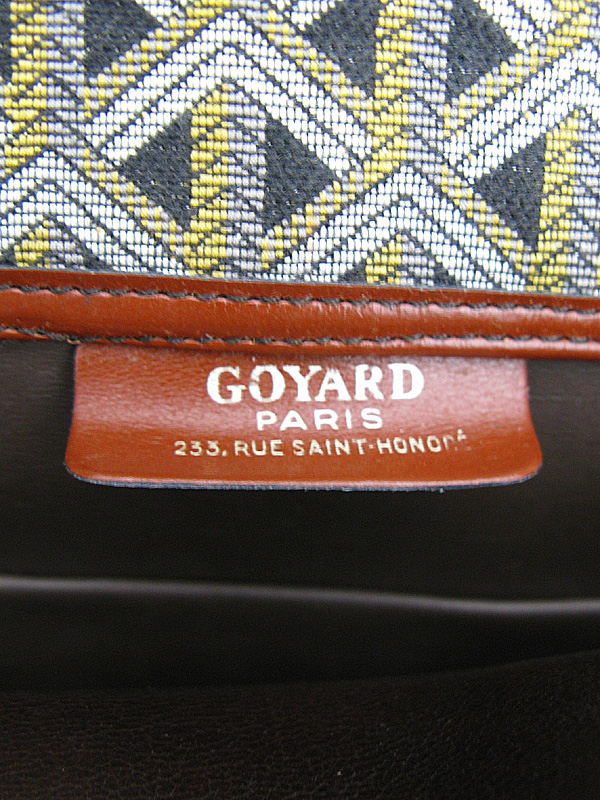 GOYARD
PARIS
233, RUE SAINT-HONORÉ